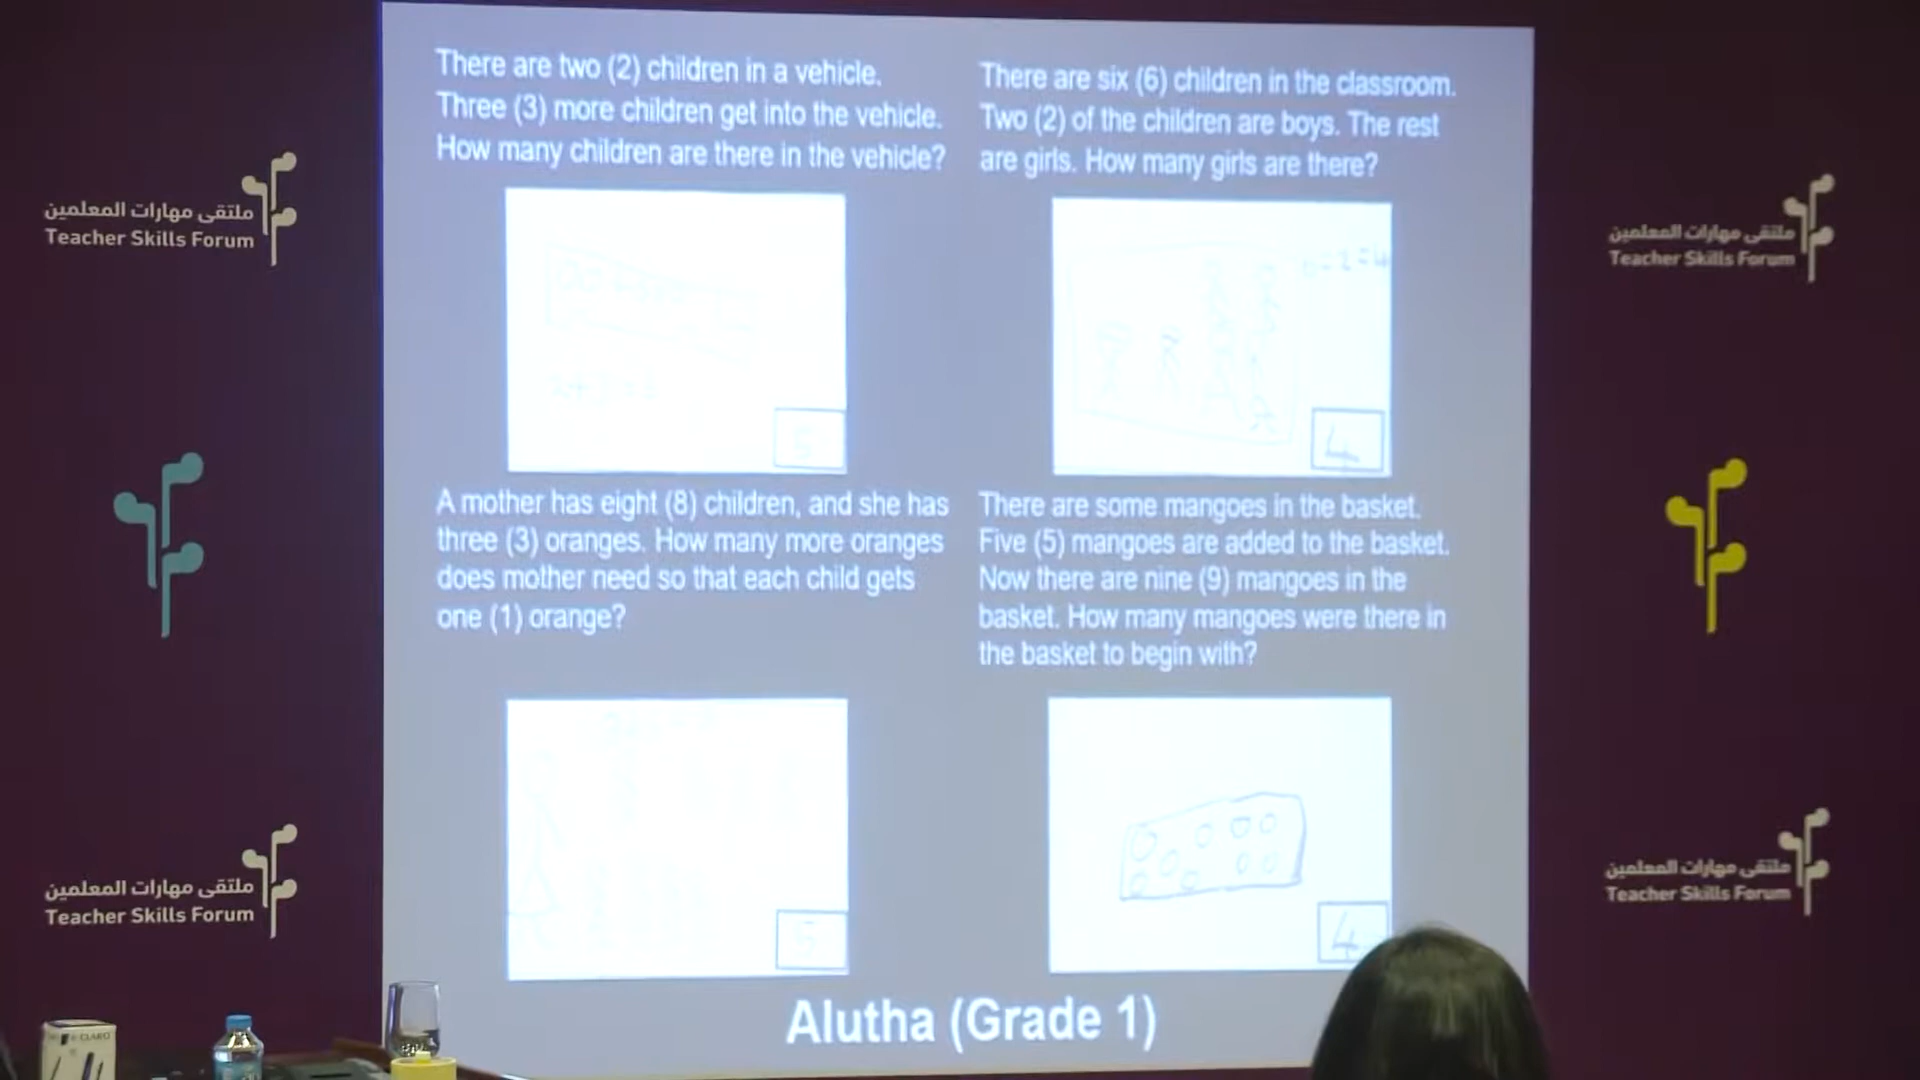 There are two (2) children in a vehicle.
Three (3) more children get into the vehicle.
How many children are there in the vehicle?
5
There are six (6) children in the classroom.
Two (2) of the children are boys. The rest
are girls. How many girls are there?
4
A mother has eight (8) children, and she has
three (3) oranges. How many more oranges
does mother need so that each child gets
one (1) orange?
5
There are some mangoes in the basket.
Five (5) mangoes are added to the basket.
Now there are nine (9) mangoes in the
basket. How many mangoes were there in
the basket to begin with?
4
Alutha (Grade 1)
ملتقى مهارات المعلمين
Teacher Skills Forum
ملتقى مهارات المعلمين
Teacher Skills Forum
ملتقى مهارات المعلمين
Teacher Skills Forum
ملتقى مهارات المعلمين
Teacher Skills Forum
CLARO